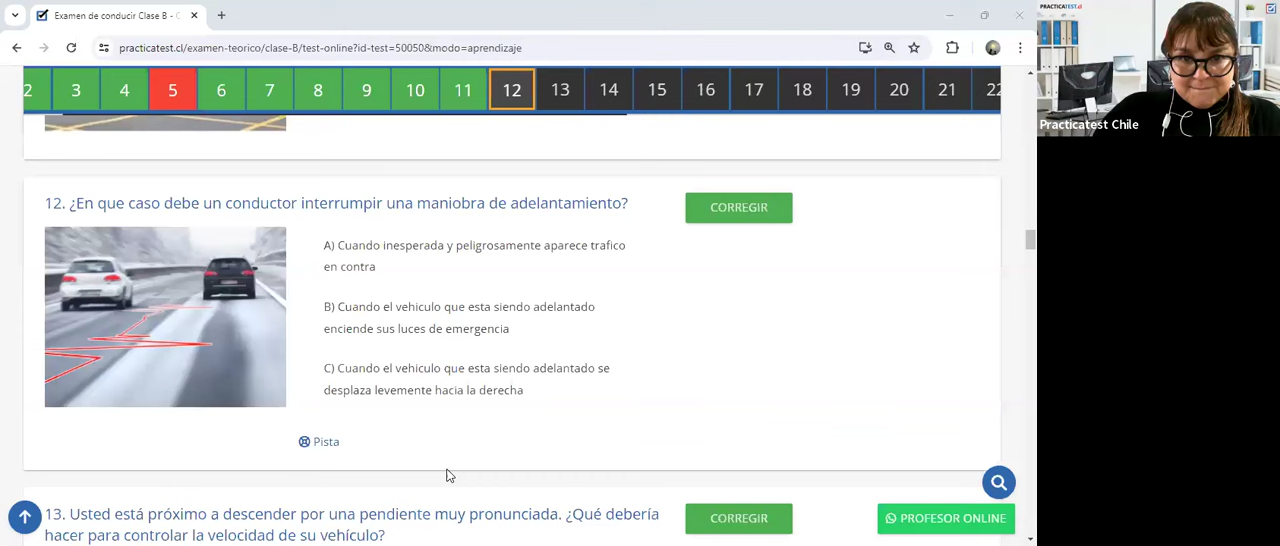 Examen de conducir Clase B - C
practicatest.cl/examen-teorico/clase-B/test-online?id-test=50050&modo=aprendizaje
PRACTICATEST.cl
Practicatest Chile
2 3 4 5 6 7 8 9 10 11 12 13 14 15 16 17 18 19 20 21 22
12. ¿En que caso debe un conductor interrumpir una maniobra de adelantamiento?
CORREGIR
A) Cuando inesperada y peligrosamente aparece trafico
en contra
B) Cuando el vehiculo que esta siendo adelantado
enciende sus luces de emergencia
C) Cuando el vehiculo que esta siendo adelantado se
desplaza levemente hacia la derecha
Pista
13. Usted está próximo a descender por una pendiente muy pronunciada. ¿Qué debería
hacer para controlar la velocidad de su vehículo?
CORREGIR
PROFESOR ONLINE